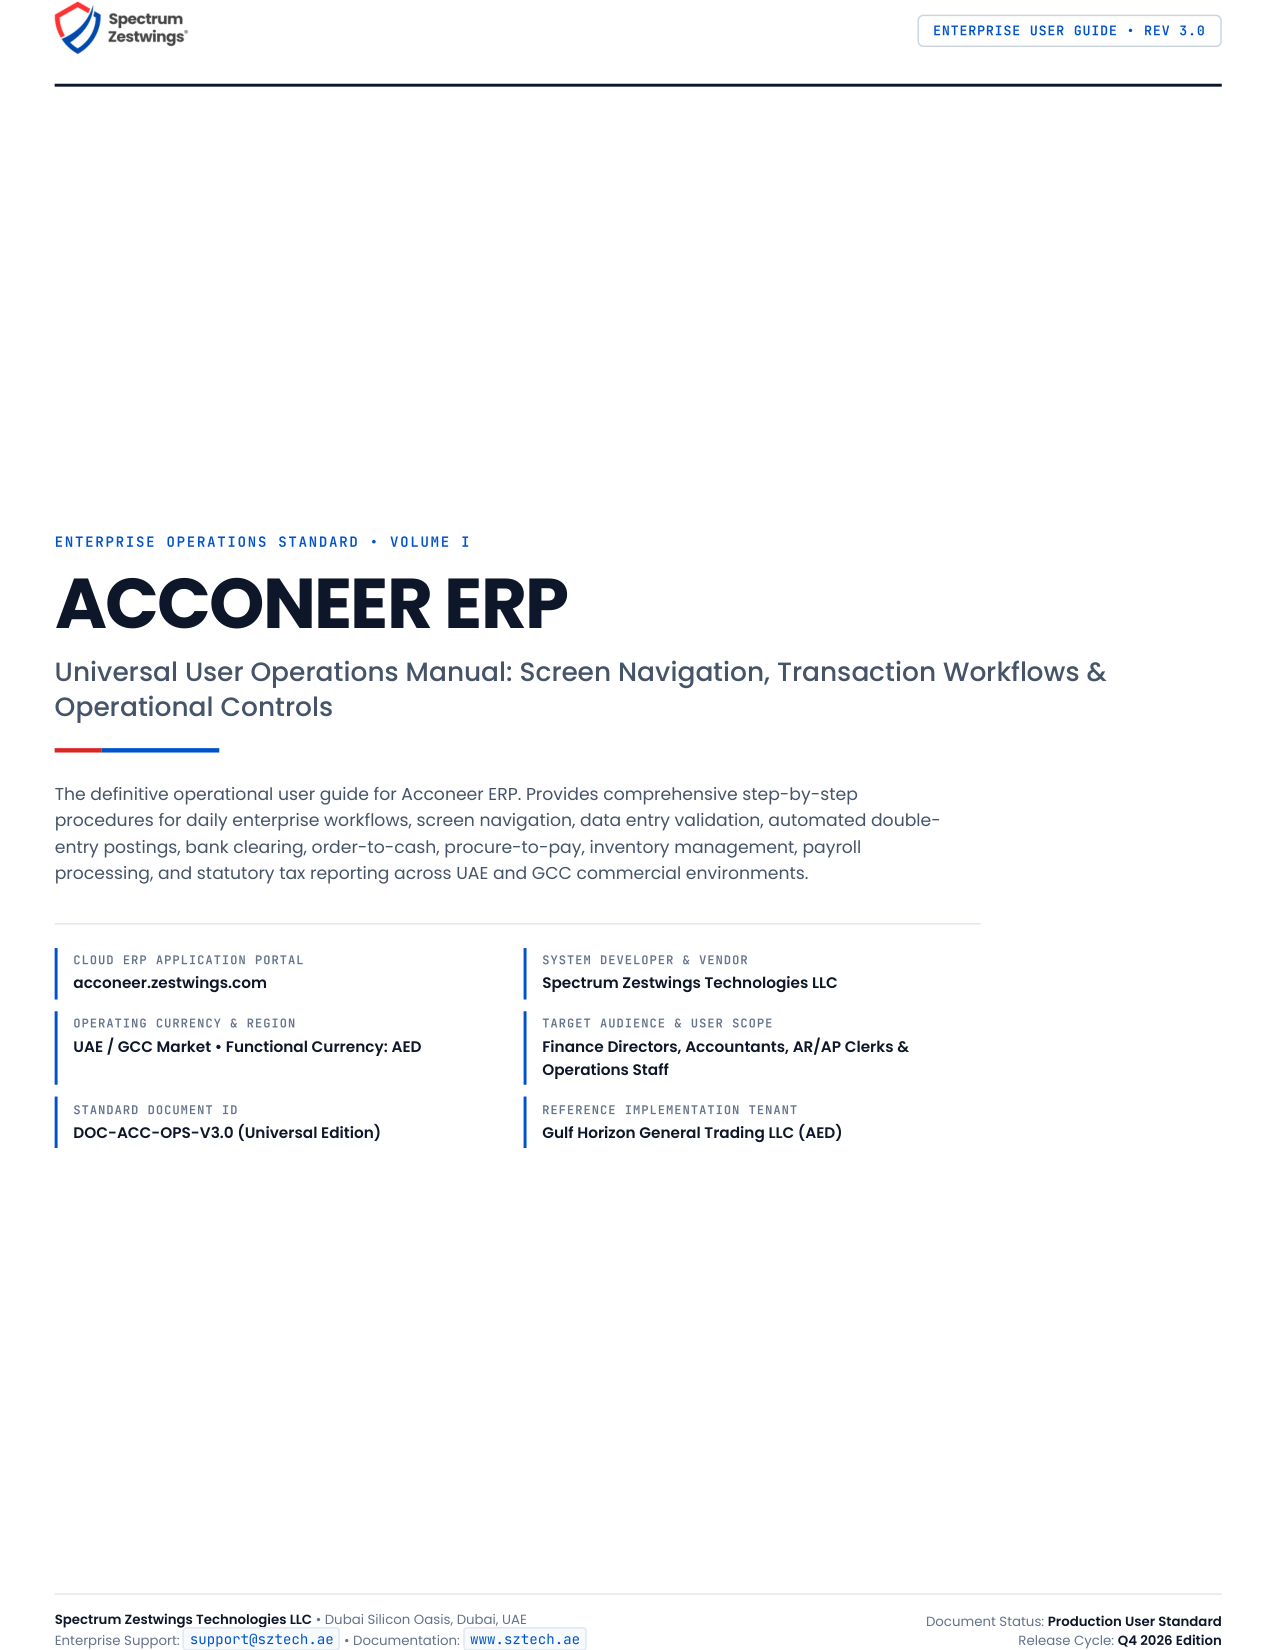 Spectrum
Zestwings®
ENTERPRISE USER GUIDE • REV 3.0
ENTERPRISE OPERATIONS STANDARD • VOLUME I
ACCONEER ERP
Universal User Operations Manual: Screen Navigation, Transaction Workflows &
Operational Controls
The definitive operational user guide for Acconeer ERP. Provides comprehensive step-by-step
procedures for daily enterprise workflows, screen navigation, data entry validation, automated double-
entry postings, bank clearing, order-to-cash, procure-to-pay, inventory management, payroll
processing, and statutory tax reporting across UAE and GCC commercial environments.
CLOUD ERP APPLICATION PORTAL
acconeer.zestwings.com
SYSTEM DEVELOPER & VENDOR
Spectrum Zestwings Technologies LLC
OPERATING CURRENCY & REGION
UAE / GCC Market • Functional Currency: AED
TARGET AUDIENCE & USER SCOPE
Finance Directors, Accountants, AR/AP Clerks &
Operations Staff
STANDARD DOCUMENT ID
DOC-ACC-OPS-V3.0 (Universal Edition)
REFERENCE IMPLEMENTATION TENANT
Gulf Horizon General Trading LLC (AED)
Spectrum Zestwings Technologies LLC • Dubai Silicon Oasis, Dubai, UAE
Enterprise Support: support@sztech.ae • Documentation: www.sztech.ae
Document Status: Production User Standard
Release Cycle: Q4 2026 Edition